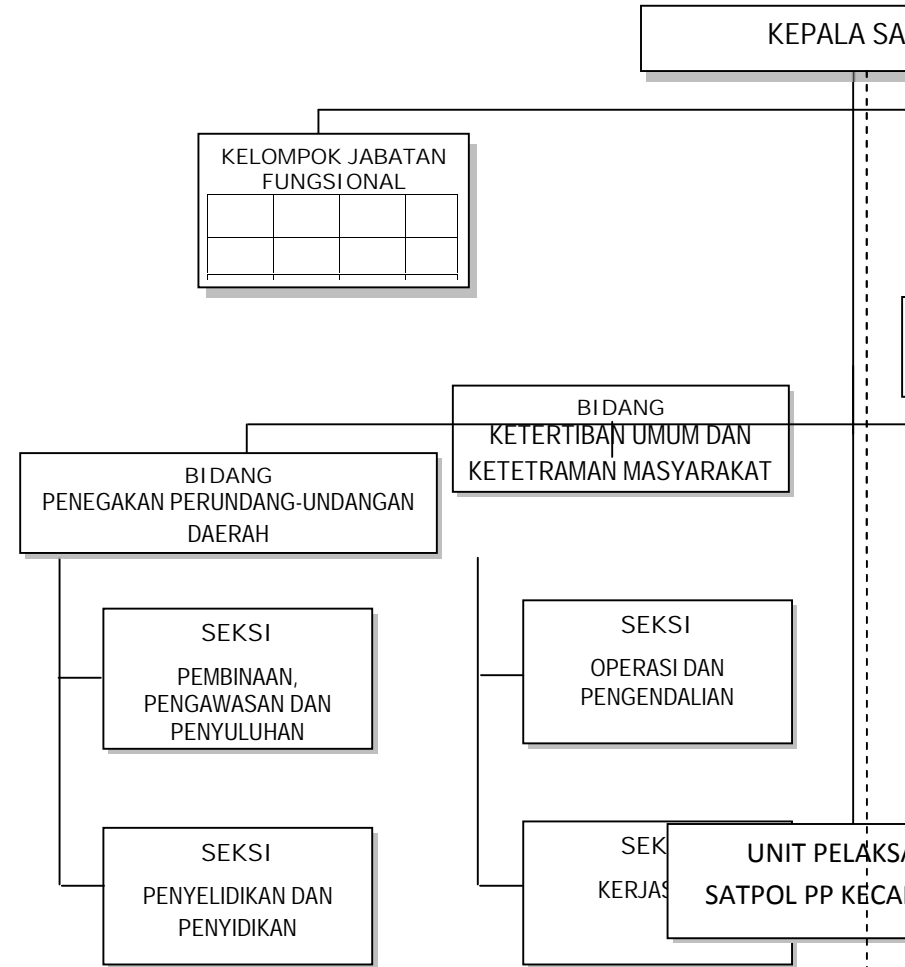 KEPALA SA
KELOMPOK JABATAN
FUNGSIONAL
BIDANG
KETERTIBAN UMUM DAN
KETETRAMAN MASYARAKAT
BIDANG
PENEGAKAN PERUNDANG-UNDANGAN
DAERAH
SEKSI
PEMBINAAN,
PENGAWASAN DAN
PENYULUHAN
SEKSI
OPERASI DAN
PENGENDALIAN
SEKSI
PENYELIDIKAN DAN
PENYIDIKAN
SEK
KERJAS
UNIT PELAKSA
SATPOL PP KECA